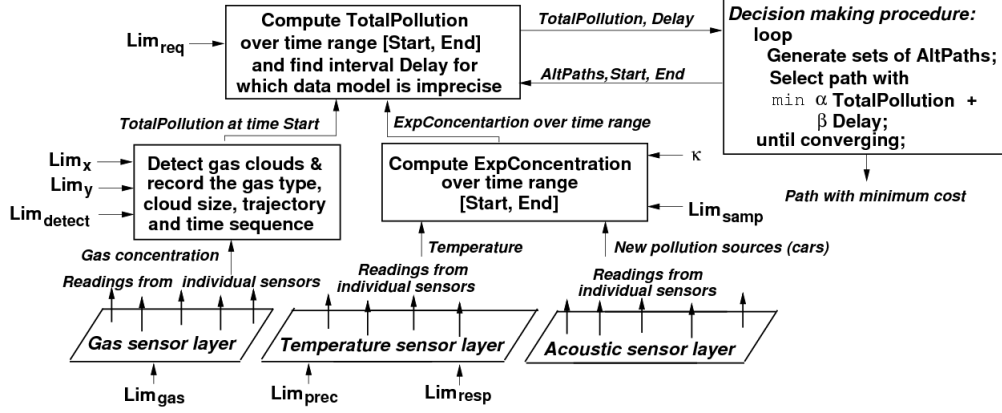 Compute TotalPollution
over time range [Start, End]
and find interval Delay for
which data model is imprecise
Lim_req
TotalPollution, Delay
AltPaths,Start, End
Decision making procedure:
loop
Generate sets of AltPaths;
Select path with
min α TotalPollution +
β Delay;
until converging;
Path with minimum cost
TotalPollution at time Start
ExpConcentartion over time range
Lim_x
Lim_y
Lim_detect
Detect gas clouds &
record the gas type,
cloud size, trajectory
and time sequence
Compute ExpConcentration
over time range
[Start, End]
κ
Lim_samp
Gas concentration
Temperature
New pollution sources (cars)
Readings from individual sensors
Readings from
individual sensors
Readings from
individual sensors
Gas sensor layer
Temperature sensor layer
Acoustic sensor layer
Lim_gas
Lim_prec
Lim_resp